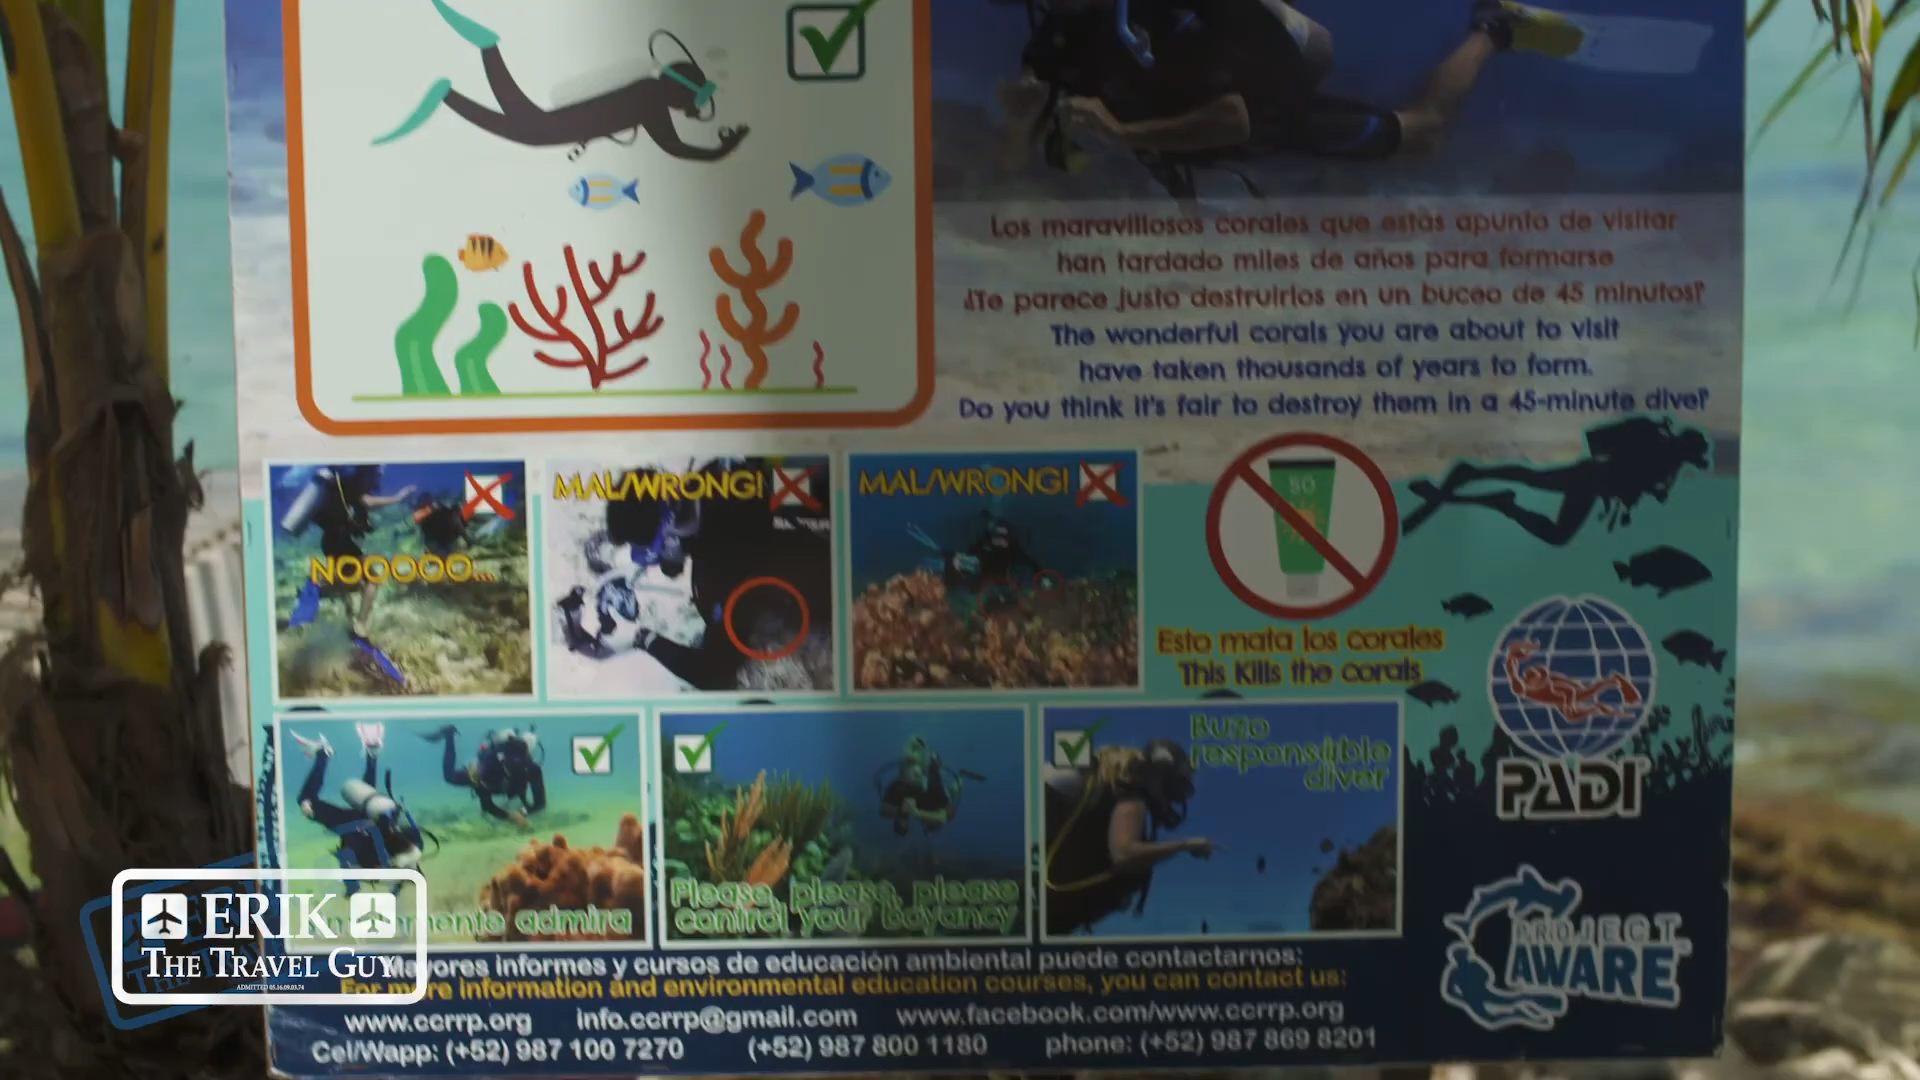 Los maravillosos corales que estás apunto de visitar
han tardado miles de años para formarse
¿Te parece justo destruirlos en un buceo de 45 minutos?
The wonderful corals you are about to visit
have taken thousands of years to form.
Do you think it's fair to destroy them in a 45-minute dive?
NOOOOO...
MAL/WRONG!
MAL/WRONG!
50
Esto mata los corales
This Kills the corals
PADI
admira
Please, please, please
control your buyancy
Buzo
responsible
diver
PROJECT
AWARE
Mayores informes y cursos de educación ambiental puede contactarnos:
For more information and environmental education courses, you can contact us:
www.ccrrp.org info.ccrrp@gmail.com www.facebook.com/www.ccrrp.org
Cel/Wapp: (+52) 987 100 7270 (+52) 987 800 1180 phone: (+52) 987 869 8201
ERIK
THE TRAVEL GUY